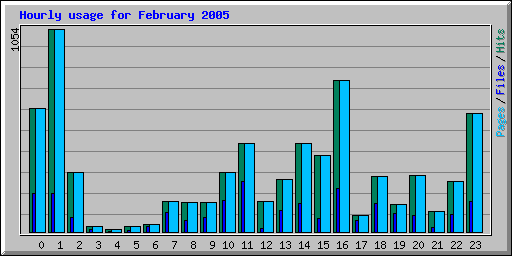 Hourly usage for February 2005
1054
Pages/Files/Hits
0 1 2 3 4 5 6 7 8 9 10 11 12 13 14 15 16 17 18 19 20 21 22 23